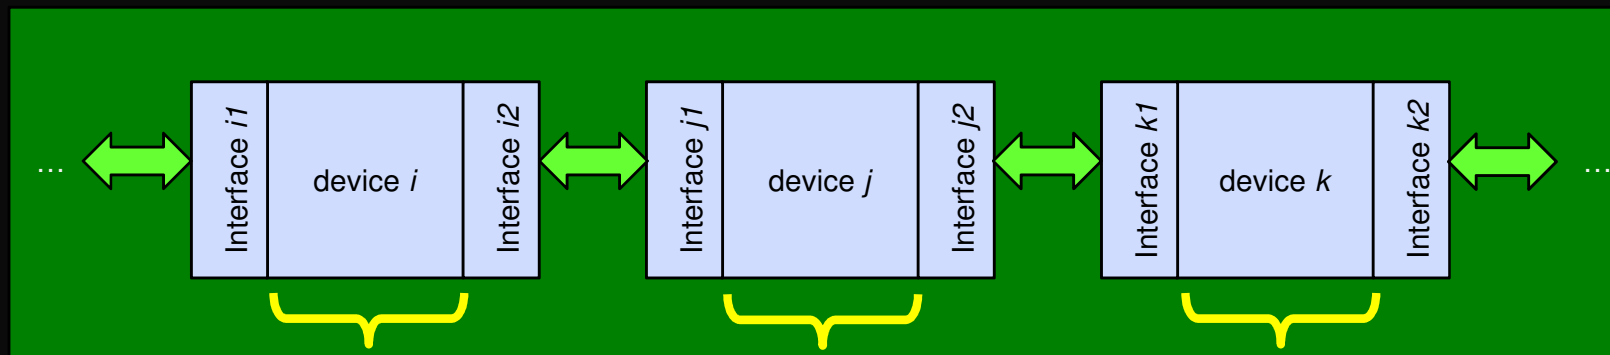 ...
Interface i1
device i
Interface i2
Interface j1
device j
Interface j2
Interface k1
device k
Interface k2
...